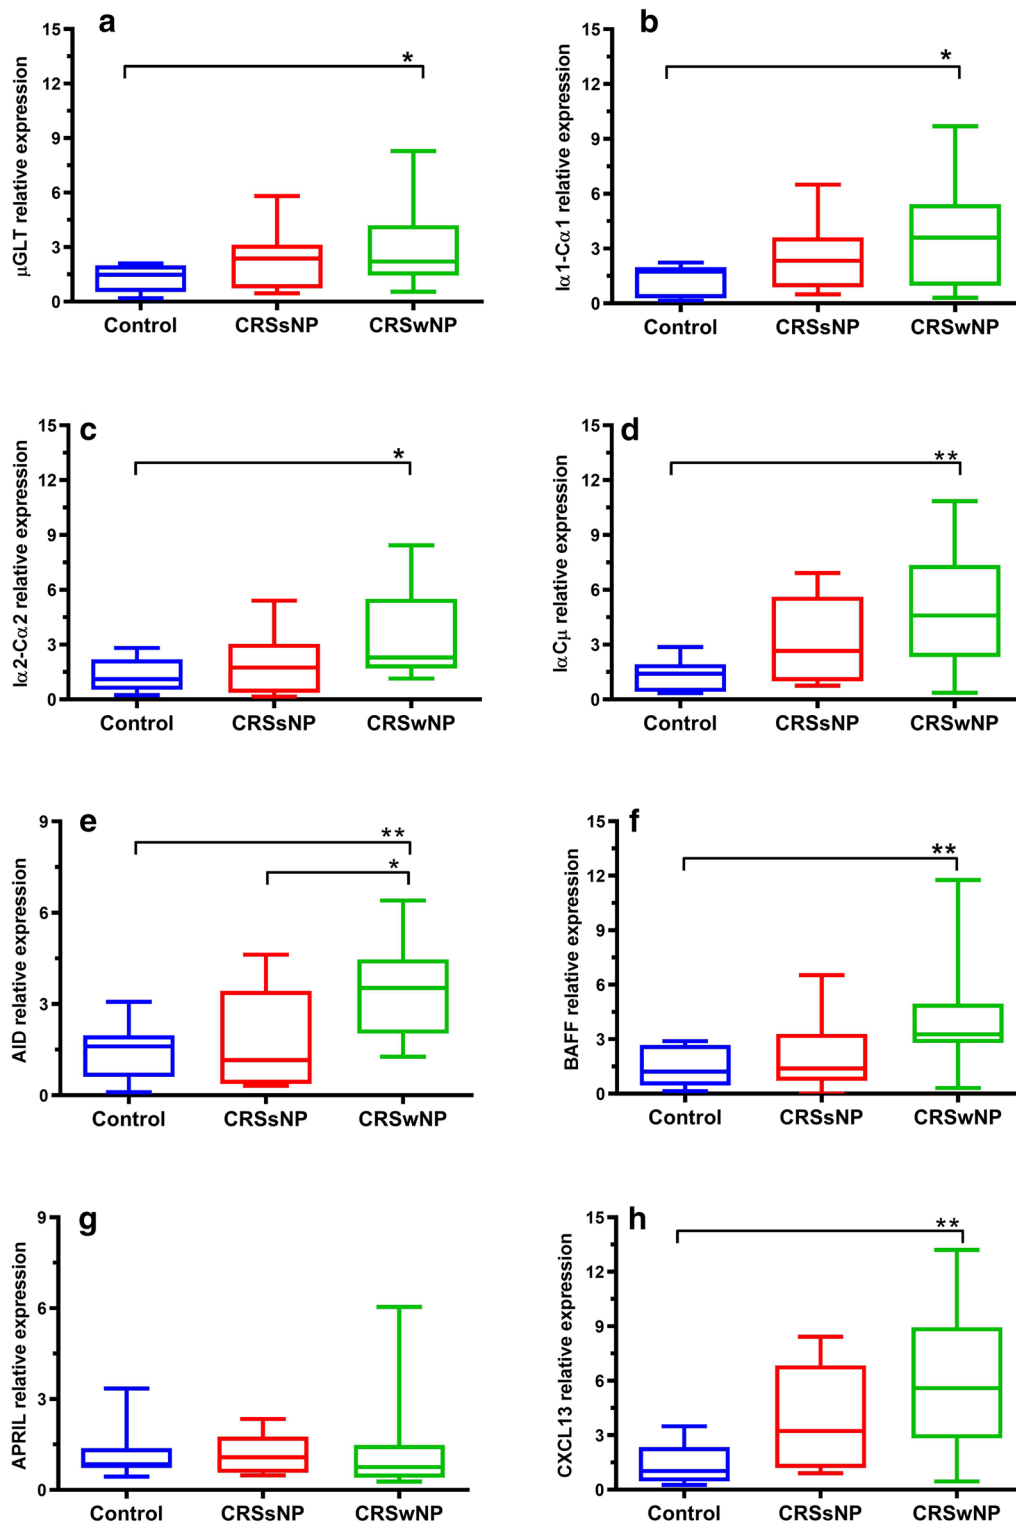 a
μGLT relative expression
15
12
9
6
3
0
*
Control CRSsNP CRSwNP
b
Iα1-Cα1 relative expression
15
12
9
6
3
0
*
Control CRSsNP CRSwNP
c
Iα2-Cα2 relative expression
15
12
9
6
3
0
*
Control CRSsNP CRSwNP
d
IαCμ relative expression
15
12
9
6
3
0
**
Control CRSsNP CRSwNP
e
AID relative expression
9
6
3
0
**
*
Control CRSsNP CRSwNP
f
BAFF relative expression
15
12
9
6
3
0
**
Control CRSsNP CRSwNP
g
APRIL relative expression
9
6
3
0
Control CRSsNP CRSwNP
h
CXCL13 relative expression
15
12
9
6
3
0
**
Control CRSsNP CRSwNP